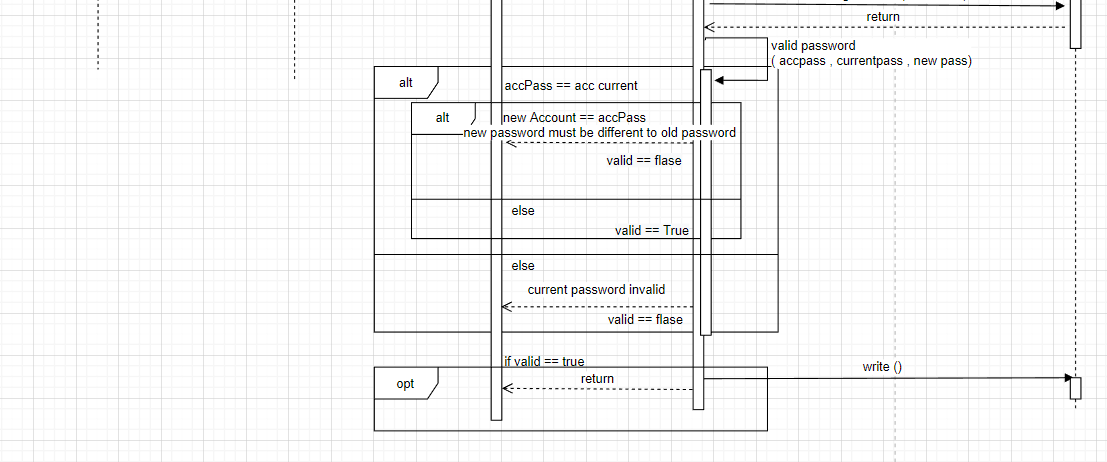 return
valid password
( accpass , currentpass , new pass)
alt
accPass == acc current
alt
new Account == accPass
new password must be different to old password
valid == flase
else
valid == True
else
current password invalid
valid == flase
if valid == true
write ()
opt
return